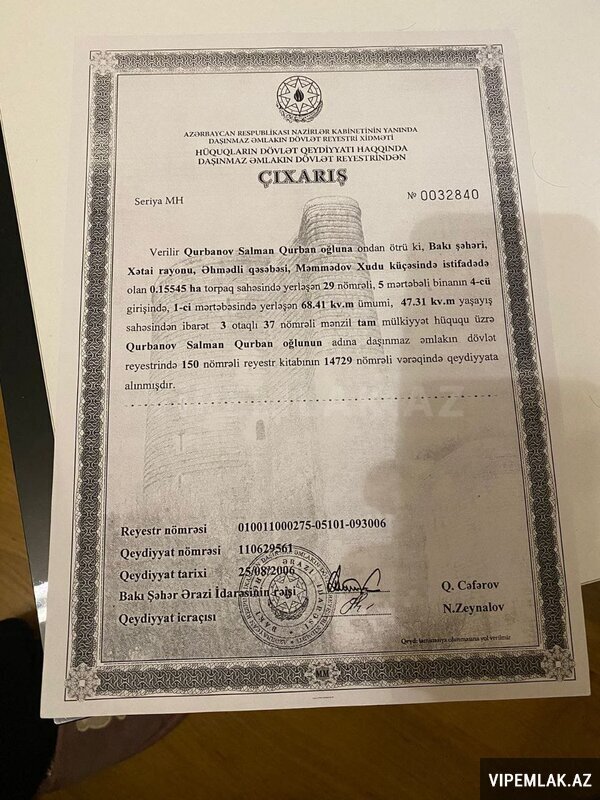 AZƏRBAYCAN RESPUBLİKASI NAZİRLƏR KABİNETİNİN YANINDA
DAŞINMAZ ƏMLAKIN DÖVLƏT REYESTRİ XİDMƏTİ
HÜQUQLARIN DÖVLƏT QEYDİYYATI HAQQINDA
DAŞINMAZ ƏMLAKIN DÖVLƏT REYESTRİNDƏN
ÇIXARIŞ
Seriya MH № 0032840
Verilir Qurbanov Salman Qurban oğluna ondan ötrü ki, Bakı şəhəri,
Xətai rayonu, Əhmədli qəsəbəsi, Məmmədov Xudu küçəsində istifadədə
olan 0.15545 ha torpaq sahəsində yerləşən 29 nömrəli, 5 mərtəbəli binanın 4-cü
girişində, 1-ci mərtəbəsində yerləşən 68.41 kv.m ümumi, 47.31 kv.m yaşayış
sahəsindən ibarət 3 otaqlı 37 nömrəli mənzil tam mülkiyyət hüququ üzrə
Qurbanov Salman Qurban oğlunun adına daşınmaz əmlakın dövlət
reyestrində 150 nömrəli reyestr kitabının 14729 nömrəli vərəqində qeydiyyata
alınmışdır.
Reyestr nömrəsi 010011000275-05101-093006
Qeydiyyat nömrəsi 110629561
Qeydiyyat tarixi 25/08/2006
Bakı Şəhər Ərazi İdarəsinin rəisi Q. Cəfərov
Qeydiyyat icraçısı N.Zeynalov
Qeyd: laminasiya olunmasına yol verilmir
MM
VIPEMLAK.AZ